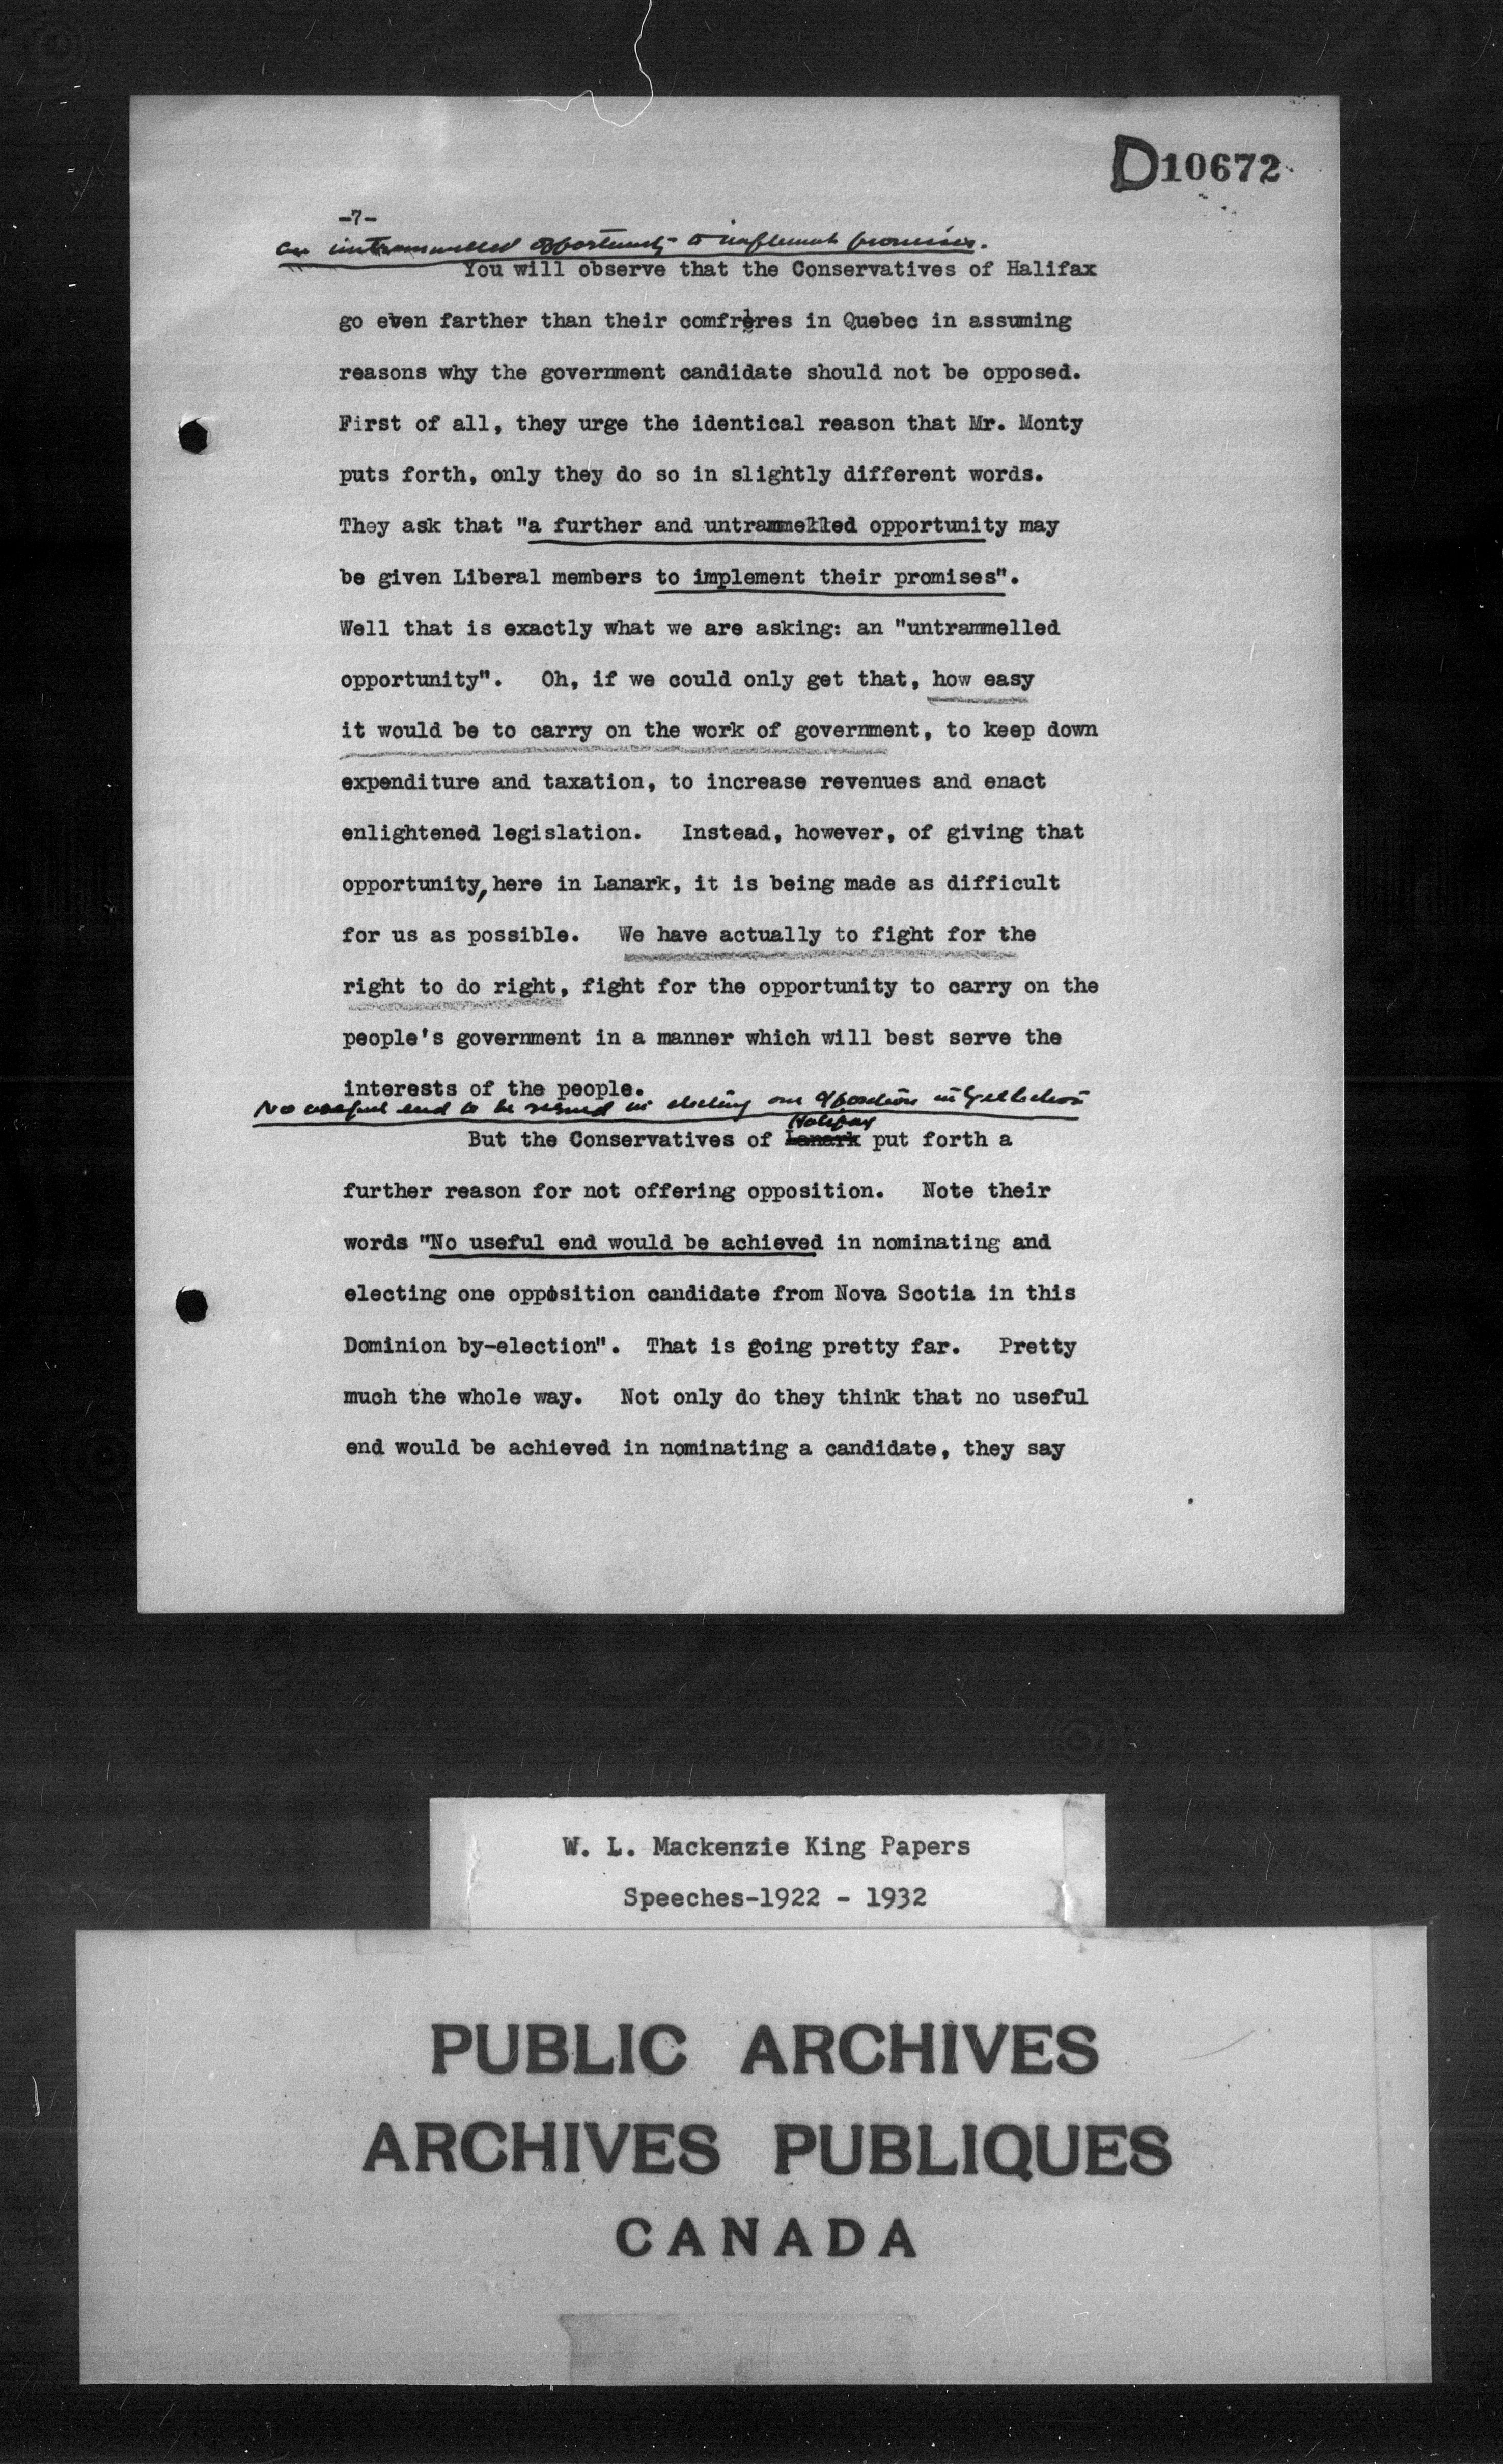 D10672
-7-
an untrammelled opportunity to implement promises.
You will observe that the Conservatives of Halifax
go even farther than their comfreres in Quebec in assuming
reasons why the government candidate should not be opposed.
First of all, they urge the identical reason that Mr. Monty
puts forth, only they do so in slightly different words.
They ask that "a further and untrammelled opportunity may
be given Liberal members to implement their promises".
Well that is exactly what we are asking: an "untrammelled
opportunity". Oh, if we could only get that, how easy
it would be to carry on the work of government, to keep down
expenditure and taxation, to increase revenues and enact
enlightened legislation. Instead, however, of giving that
opportunity, here in Lanark, it is being made as difficult
for us as possible. We have actually to fight for the
right to do right, fight for the opportunity to carry on the
people's government in a manner which will best serve the
interests of the people.
No useful end to be served in electing one opposition in
Halifax
But the Conservatives of Lanark put forth a
further reason for not offering opposition. Note their
words "No useful end would be achieved in nominating and
electing one opposition candidate from Nova Scotia in this
Dominion by-election". That is going pretty far. Pretty
much the whole way. Not only do they think that no useful
end would be achieved in nominating a candidate, they say
W. L. Mackenzie King Papers
Speeches-1922 - 1932
PUBLIC ARCHIVES
ARCHIVES PUBLIQUES
CANADA